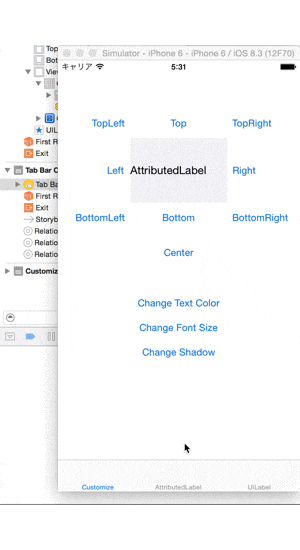 Top
Bot
Simulator - iPhone 6 - iPhone 6 / iOS 8.3 (12F70)
View
キャリア 5:31
C
UIL
First R
Exit
Tab Bar C
Tab Ba
First R
Exit
Storyb
Relatio
Relatio
Relatio
Customiz
TopLeft Top TopRight
Left AttributedLabel Right
BottomLeft Bottom BottomRight
Center
Change Text Color
Change Font Size
Change Shadow
Customize AttributedLabel UILabel